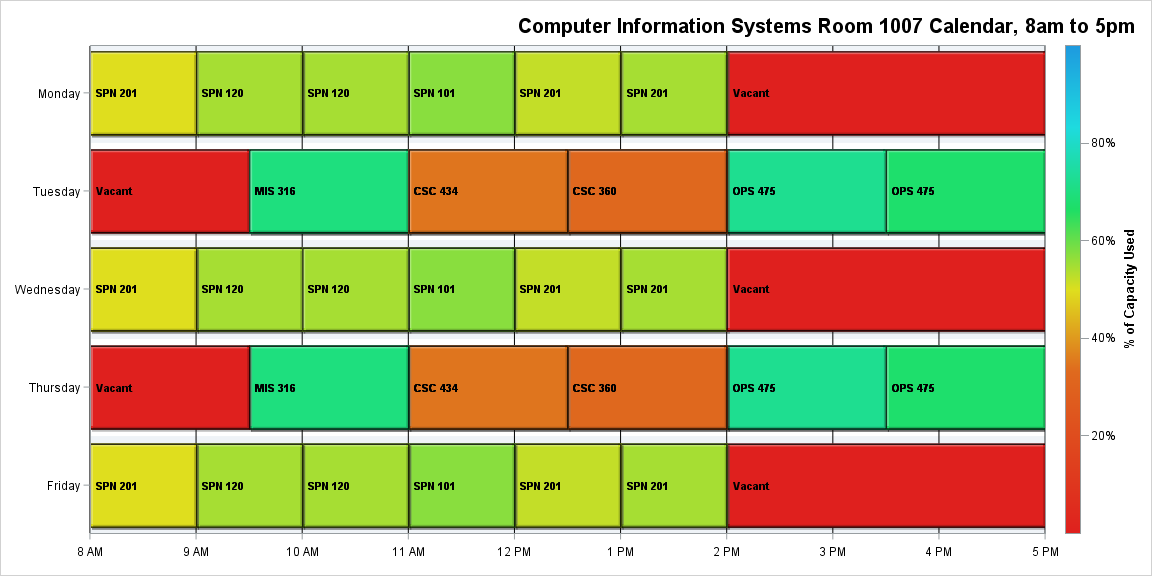 Computer Information Systems Room 1007 Calendar, 8am to 5pm
Monday SPN 201 SPN 120 SPN 120 SPN 101 SPN 201 SPN 201 Vacant
Tuesday Vacant MIS 316 CSC 434 CSC 360 OPS 475 OPS 475
Wednesday SPN 201 SPN 120 SPN 120 SPN 101 SPN 201 SPN 201 Vacant
Thursday Vacant MIS 316 CSC 434 CSC 360 OPS 475 OPS 475
Friday SPN 201 SPN 120 SPN 120 SPN 101 SPN 201 SPN 201 Vacant
8 AM 9 AM 10 AM 11 AM 12 PM 1 PM 2 PM 3 PM 4 PM 5 PM
80%
60%
40%
20%
% of Capacity Used